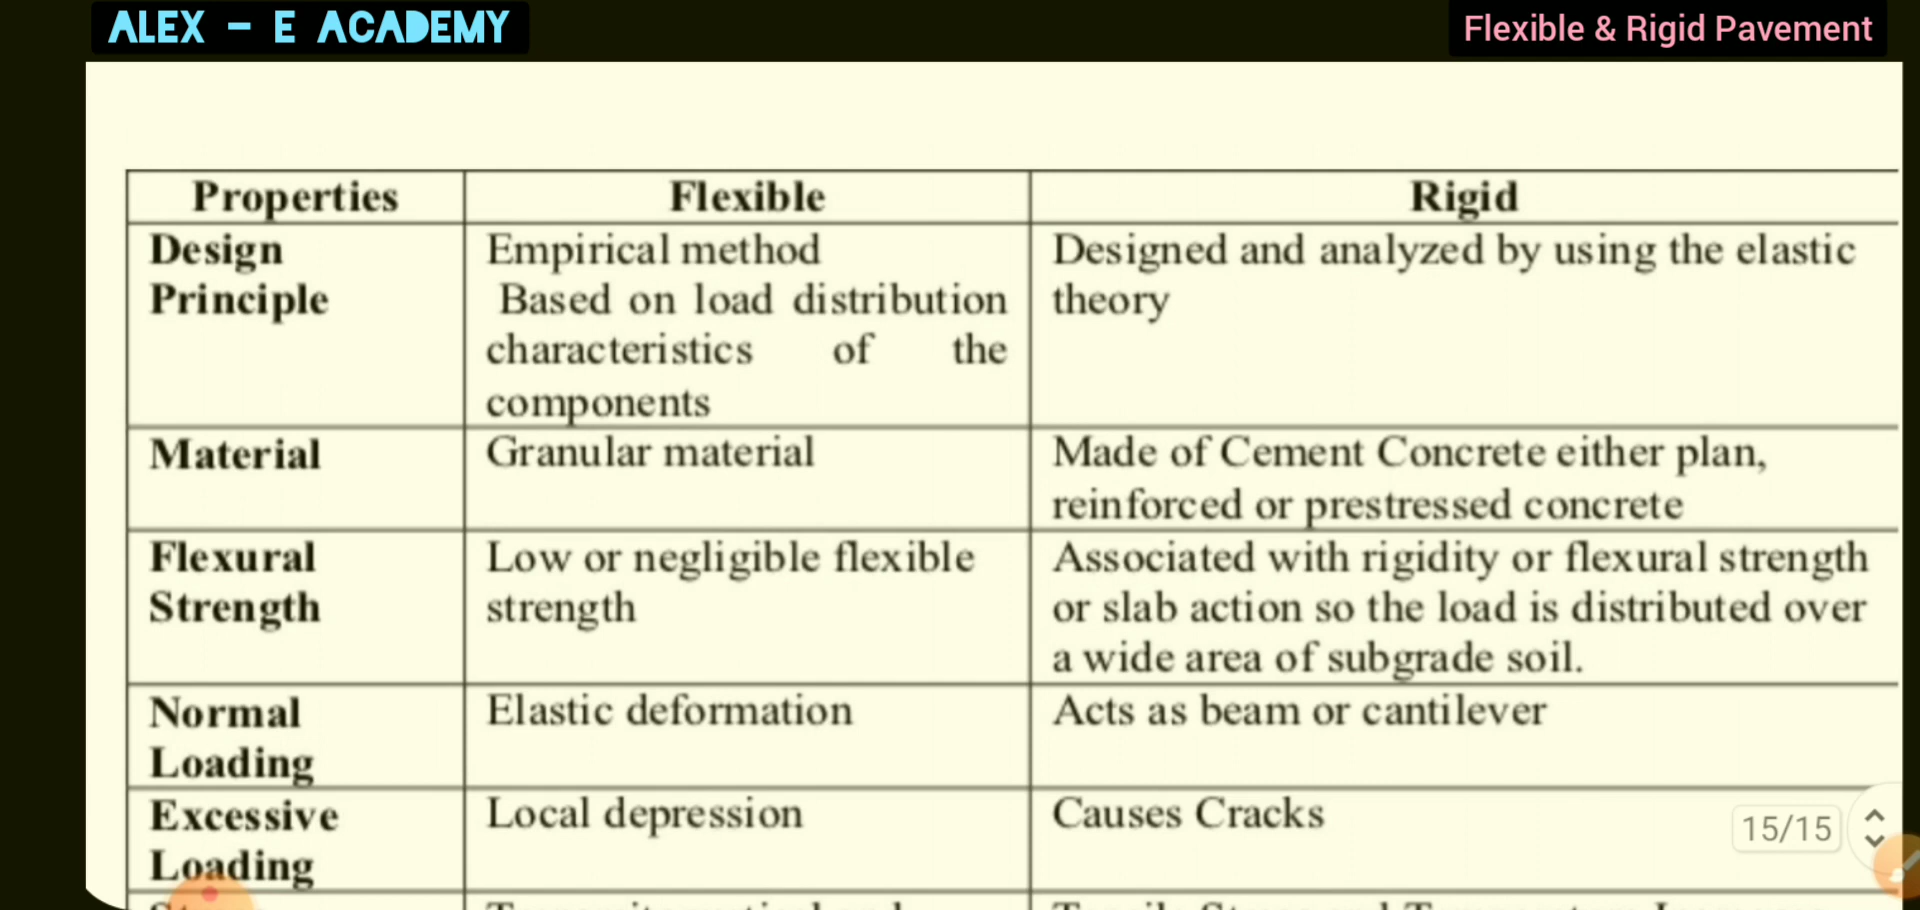 ALEX - E ACADEMY
Flexible & Rigid Pavement
Properties
Flexible
Rigid
Design
Principle
Empirical method
Based on load distribution
characteristics of the
components
Designed and analyzed by using the elastic
theory
Material
Granular material
Made of Cement Concrete either plan,
reinforced or prestressed concrete
Flexural
Strength
Low or negligible flexible
strength
Associated with rigidity or flexural strength
or slab action so the load is distributed over
a wide area of subgrade soil.
Normal
Loading
Elastic deformation
Acts as beam or cantilever
Excessive
Loading
Local depression
Causes Cracks
15/15